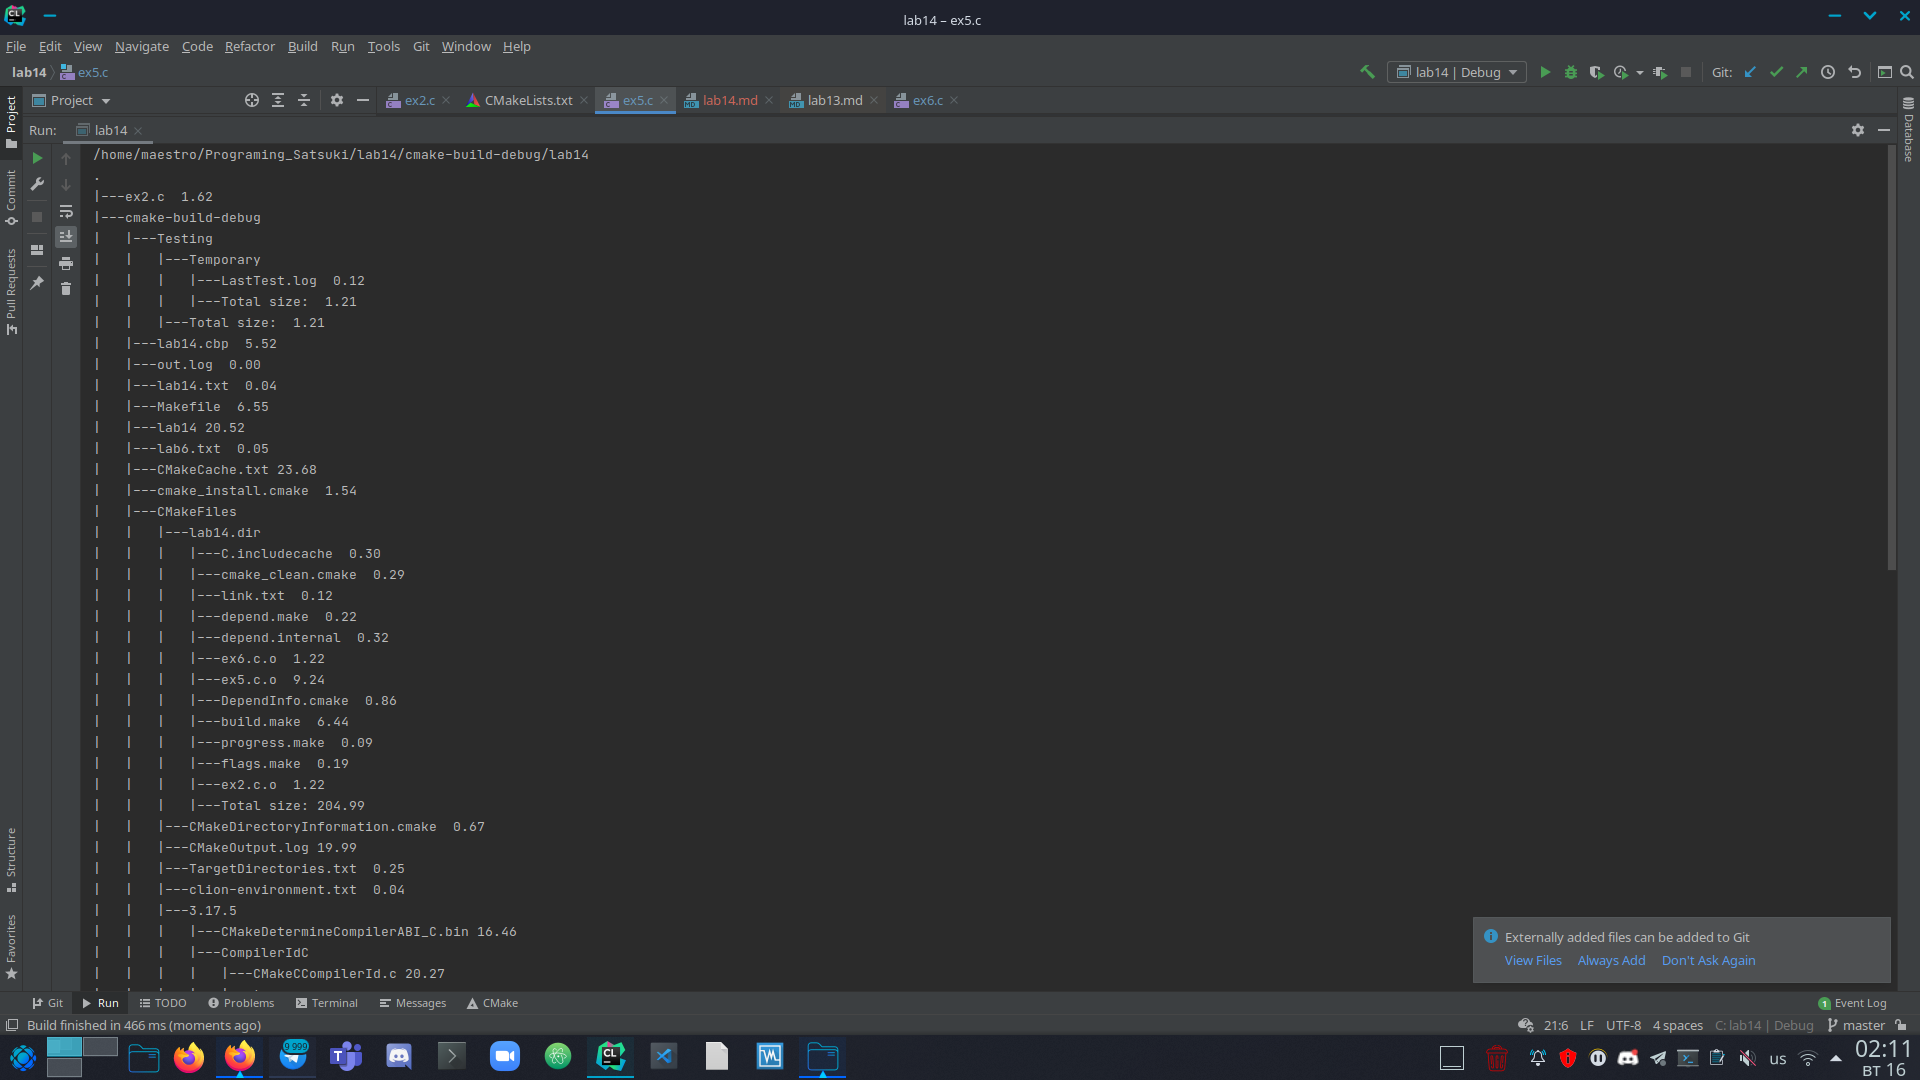 lab14 – ex5.c
File Edit View Navigate Code Refactor Build Run Tools Git Window Help
lab14 ex5.c lab14 | Debug Git:
Project ex2.c CMakeLists.txt ex5.c lab14.md lab13.md ex6.c
Run: lab14
/home/maestro/Programing_Satsuki/lab14/cmake-build-debug/lab14
.
|---ex2.c  1.62
|---cmake-build-debug
|   |---Testing
|   |   |---Temporary
|   |   |   |---LastTest.log  0.12
|   |   |   |---Total size:  1.21
|   |   |---Total size:  1.21
|   |---lab14.cbp  5.52
|   |---out.log  0.00
|   |---lab14.txt  0.04
|   |---Makefile  6.55
|   |---lab14 20.52
|   |---lab6.txt  0.05
|   |---CMakeCache.txt 23.68
|   |---cmake_install.cmake  1.54
|   |---CMakeFiles
|   |   |---lab14.dir
|   |   |   |---C.includecache  0.30
|   |   |   |---cmake_clean.cmake  0.29
|   |   |   |---link.txt  0.12
|   |   |   |---depend.make  0.22
|   |   |   |---depend.internal  0.32
|   |   |   |---ex6.c.o  1.22
|   |   |   |---ex5.c.o  9.24
|   |   |   |---DependInfo.cmake  0.86
|   |   |   |---build.make  6.44
|   |   |   |---progress.make  0.09
|   |   |   |---flags.make  0.19
|   |   |   |---ex2.c.o  1.22
|   |   |   |---Total size: 204.99
|   |   |---CMakeDirectoryInformation.cmake  0.67
|   |   |---CMakeOutput.log 19.99
|   |   |---TargetDirectories.txt  0.25
|   |   |---clion-environment.txt  0.04
|   |   |---3.17.5
|   |   |   |---CMakeDetermineCompilerABI_C.bin 16.46
|   |   |   |---CompilerIdC
|   |   |   |   |---CMakeCCompilerId.c 20.27
Project
Commit
Pull Requests
Structure
Favorites
Database
Externally added files can be added to Git
View Files Always Add Don't Ask Again
Git Run TODO Problems Terminal Messages CMake 1 Event Log
Build finished in 466 ms (moments ago) 21:6 LF UTF-8 4 spaces C: lab14 | Debug master
9 999 us 02:11
вт 16